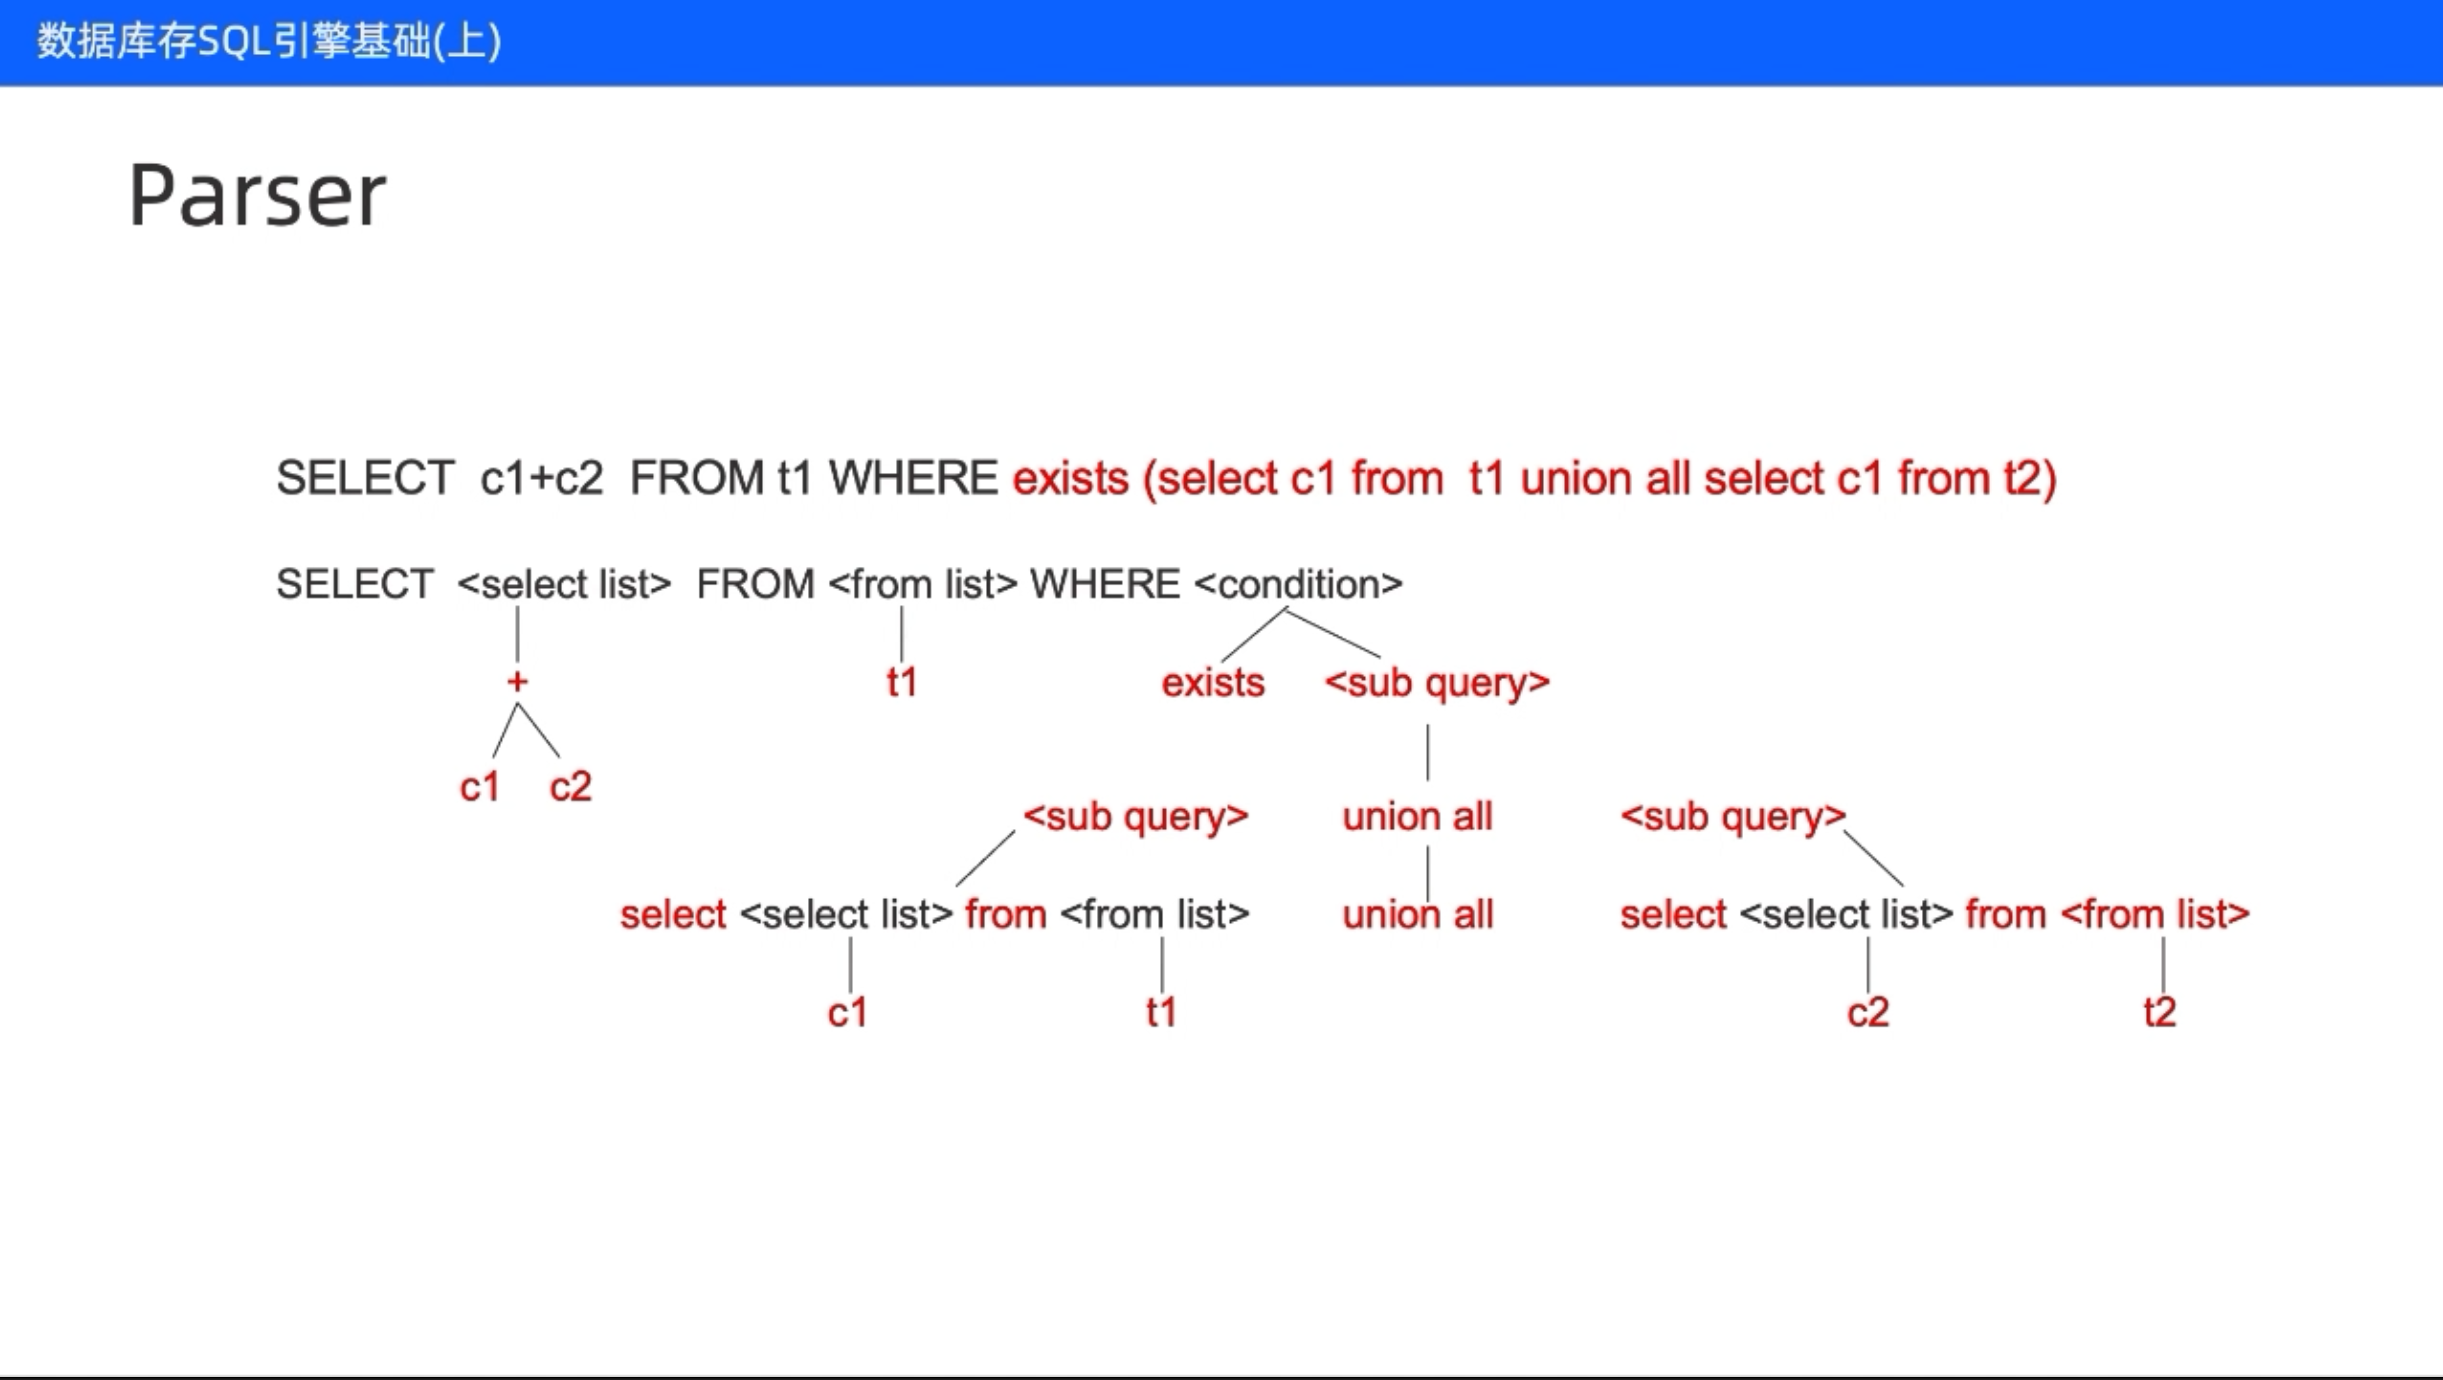 数据库存SQL引擎基础(上)
Parser
SELECT c1+c2 FROM t1 WHERE exists (select c1 from t1 union all select c1 from t2)
SELECT <select list> FROM <from list> WHERE <condition>
+ t1 exists <sub query>
c1 c2
<sub query> union all <sub query>
select <select list> from <from list> union all select <select list> from <from list>
c1 t1 c2 t2